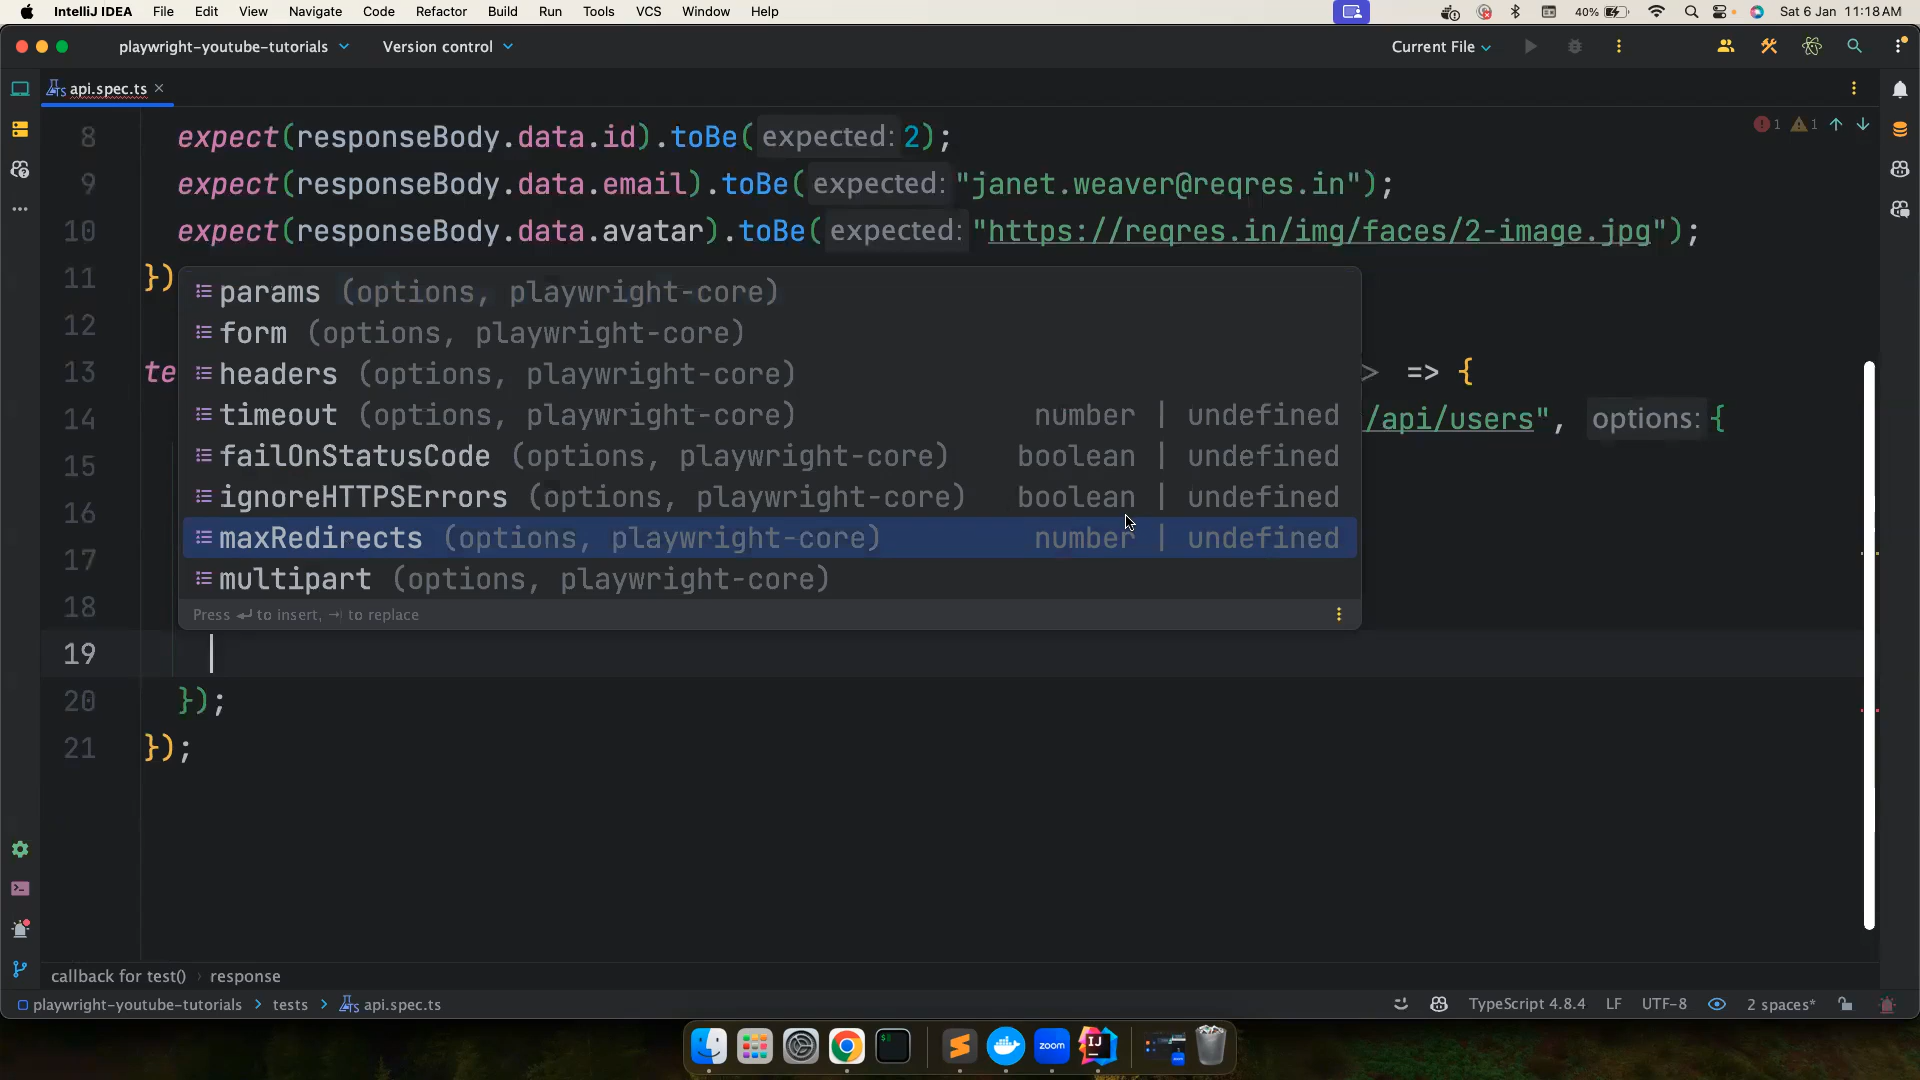 IntelliJ IDEA File Edit View Navigate Code Refactor Build Run Tools VCS Window Help 40% Sat 6 Jan 11:18 AM
playwright-youtube-tutorials Version control Current File
api.spec.ts
8 expect(responseBody.data.id).toBe( expected: 2); 1 1
9 expect(responseBody.data.email).toBe( expected: "janet.weaver@reqres.in");
10 expect(responseBody.data.avatar).toBe( expected: "https://reqres.in/img/faces/2-image.jpg");
11 })
params (options, playwright-core)
12
form (options, playwright-core)
13 te => {
headers (options, playwright-core)
14 /api/users", options: {
timeout (options, playwright-core) number | undefined
15
failOnStatusCode (options, playwright-core) boolean | undefined
16
ignoreHTTPSErrors (options, playwright-core) boolean | undefined
17
maxRedirects (options, playwright-core) number | undefined
18
multipart (options, playwright-core)
Press ↵ to insert, →| to replace
19
20 });
21 });
callback for test() › response
playwright-youtube-tutorials > tests > api.spec.ts TypeScript 4.8.4 LF UTF-8 2 spaces*
zoom IJ